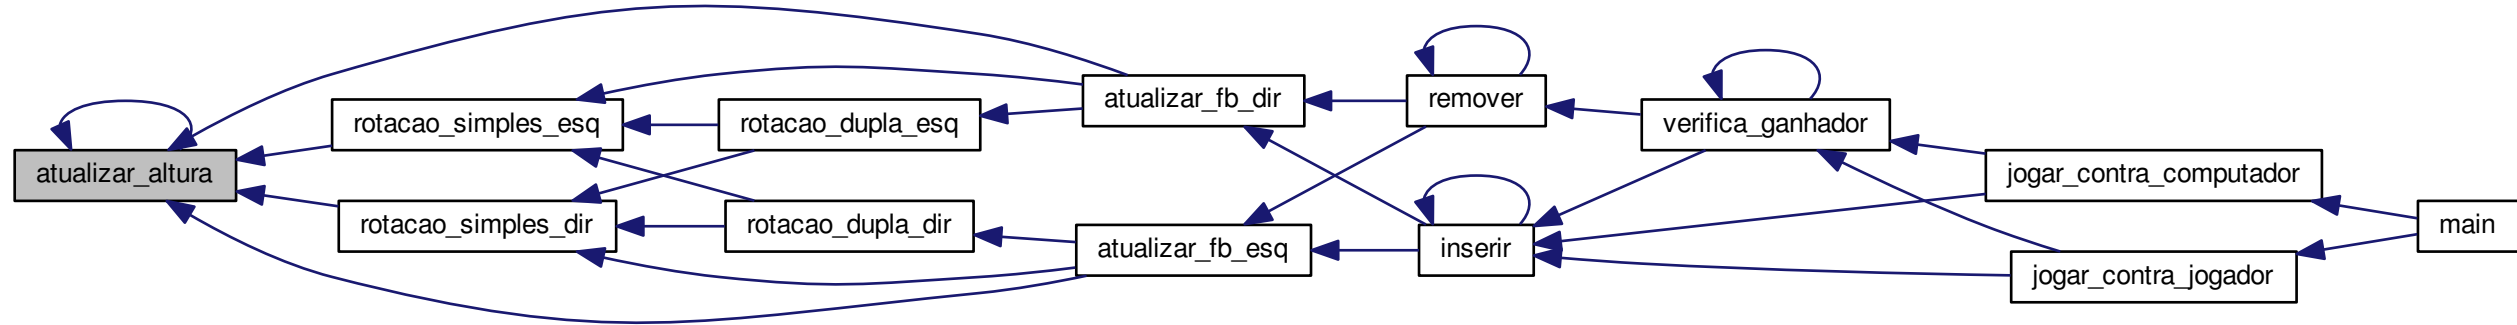 atualizar_altura
rotacao_simples_esq
rotacao_simples_dir
rotacao_dupla_esq
rotacao_dupla_dir
atualizar_fb_dir
atualizar_fb_esq
remover
inserir
verifica_ganhador
jogar_contra_computador
jogar_contra_jogador
main